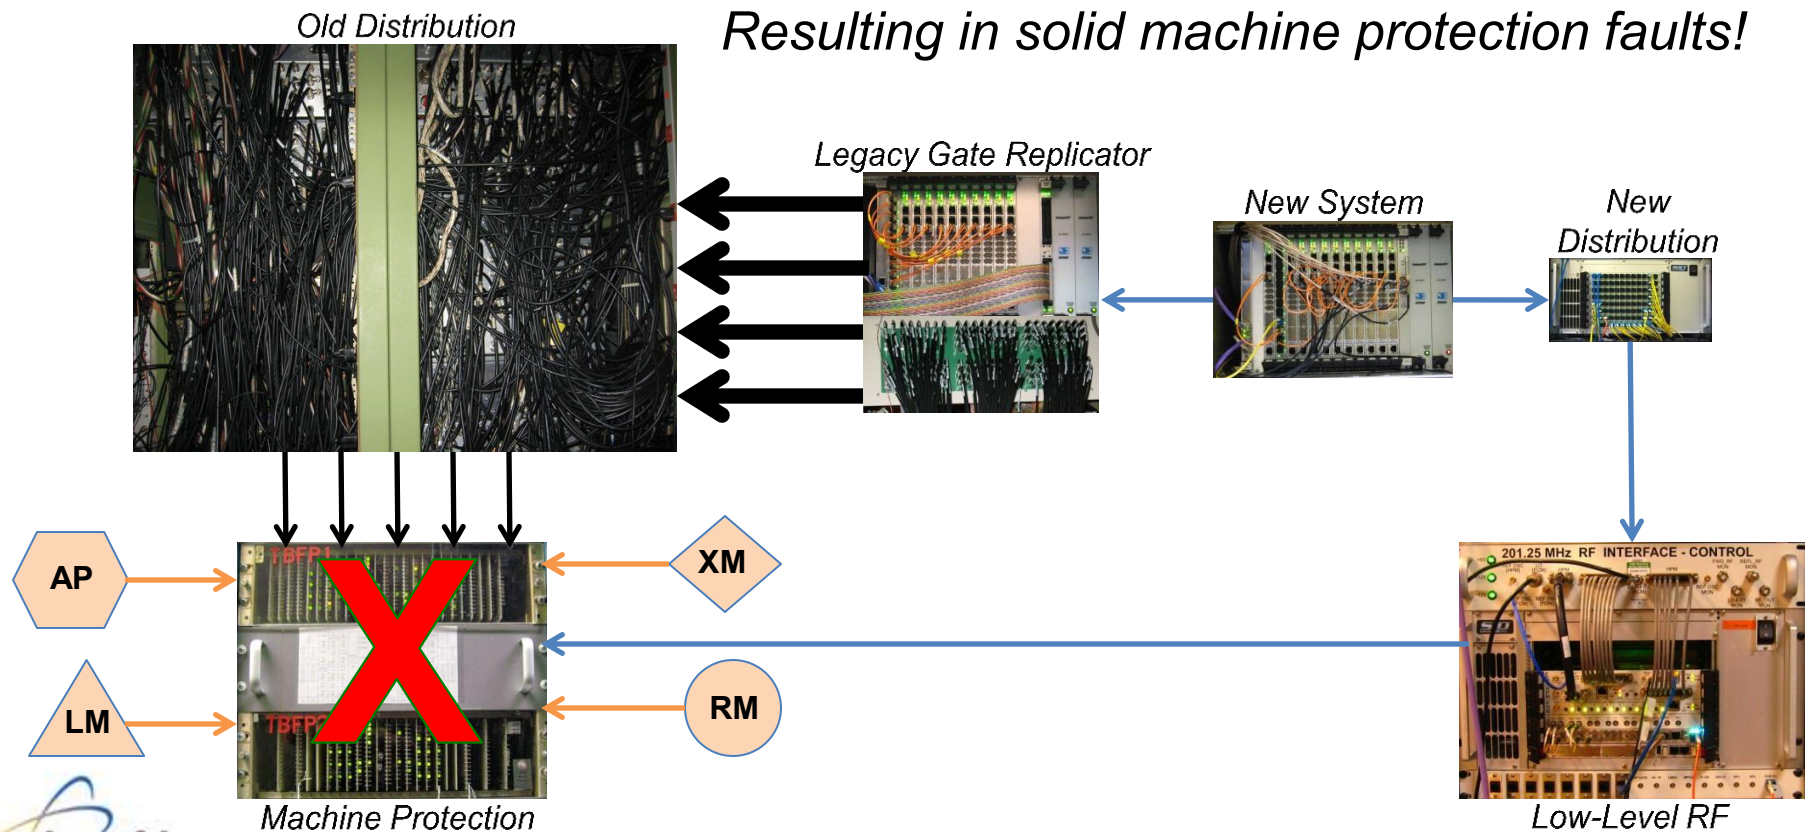 Old Distribution
Resulting in solid machine protection faults!
Legacy Gate Replicator
New System
New
Distribution
AP
XM
LM
RM
TBFP1
Machine Protection
201.25 MHz RF INTERFACE - CONTROL
Low-Level RF